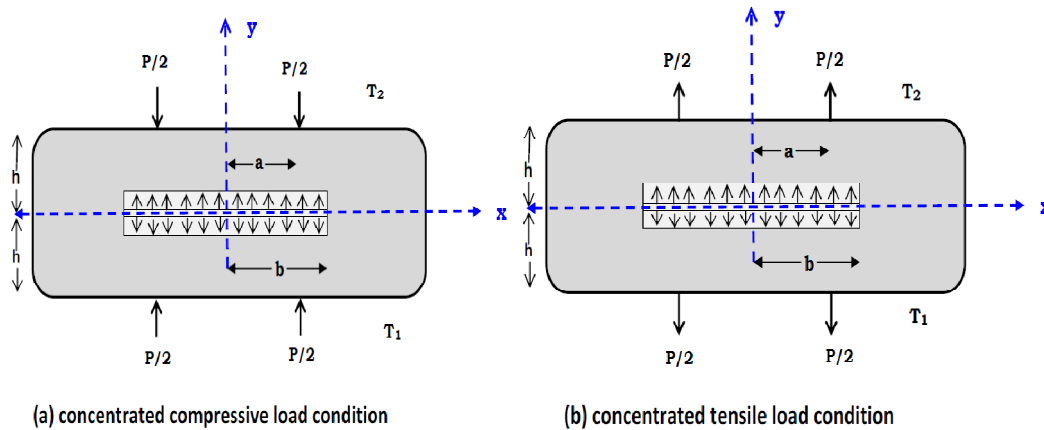 y
P/2
P/2
T₂
h
a
x
h
b
T₁
P/2
P/2
(a) concentrated compressive load condition
y
P/2
P/2
T₂
h
a
h
b
T₁
P/2
P/2
(b) concentrated tensile load condition